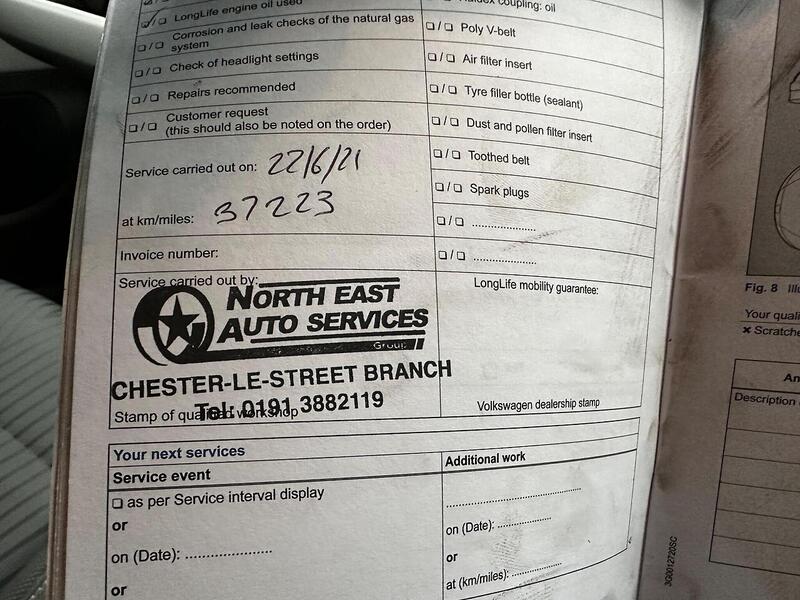 LongLife engine oil used
Corrosion and leak checks of the natural gas
system
Check of headlight settings
Repairs recommended
Customer request
(this should also be noted on the order)
Service carried out on: 22/6/21
at km/miles: 37223
Invoice number:
Service carried out by:
NORTH EAST
AUTO SERVICES
Group
CHESTER-LE-STREET BRANCH
Tel: 0191 3882119
Stamp of qualified workshop
coupling: oil
Poly V-belt
Air filter insert
Tyre filler bottle (sealant)
Dust and pollen filter insert
Toothed belt
Spark plugs
LongLife mobility guarantee:
Volkswagen dealership stamp
Your next services
Service event
as per Service interval display
or
on (Date):
or
Additional work
on (Date):
or
at (km/miles):
3G0012720SC
Fig. 8
Your
Description